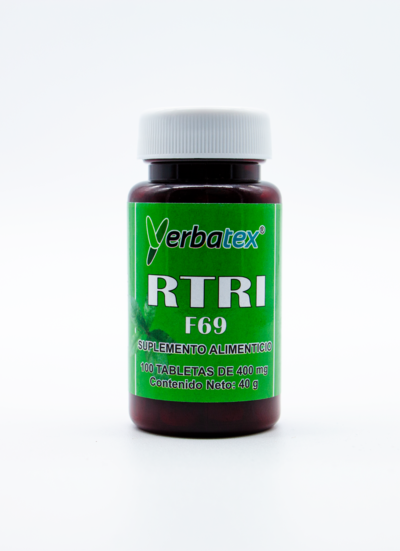 Yerbatex®
RTRI
F69
SUPLEMENTO ALIMENTICIO
100 TABLETAS DE 400 mg
Contenido Neto: 40 g